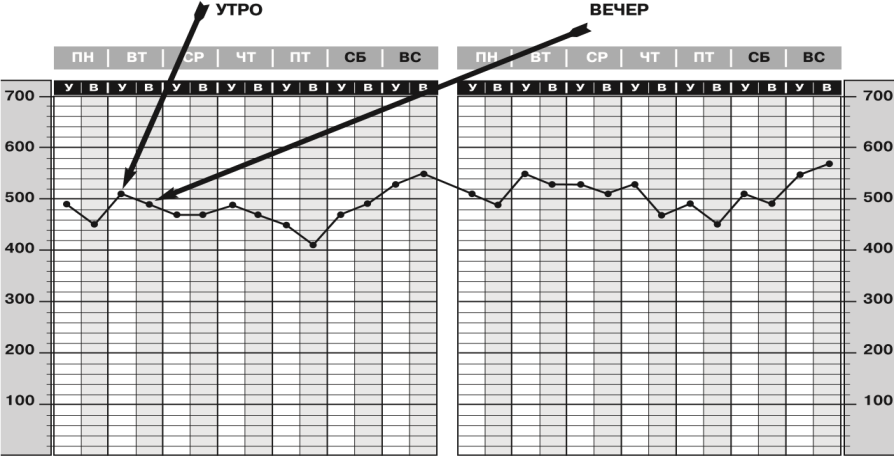 УТРО ВЕЧЕР
ПН ВТ СР ЧТ ПТ СБ ВС ПН ВТ СР ЧТ ПТ СБ ВС
У В У В У В У В У В У В У В У В У В У В У В У В У В У В
700 700
600 600
500 500
400 400
300 300
200 200
100 100